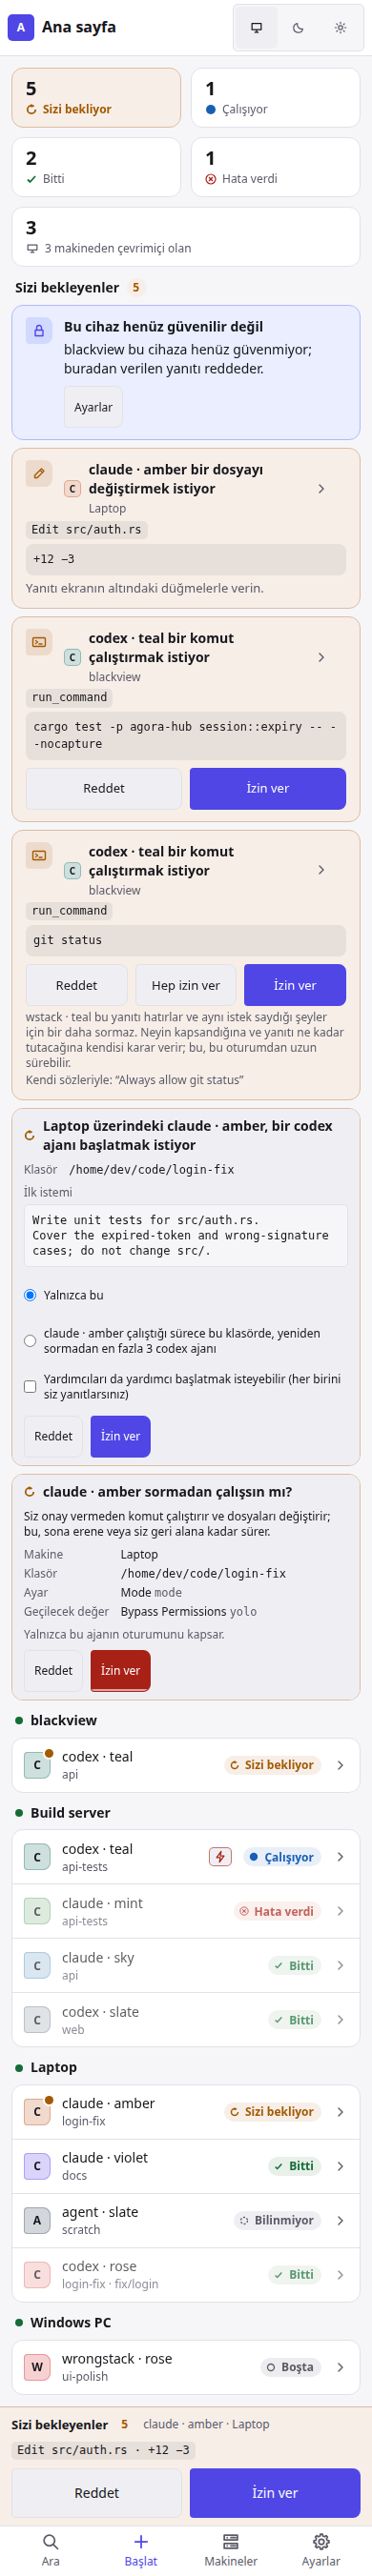 A Ana sayfa
5
Sizi bekliyor
1
Çalışıyor
2
Bitti
1
Hata verdi
3
3 makineden çevrimiçi olan
Sizi bekleyenler 5
Bu cihaz henüz güvenilir değil
blackview bu cihaza henüz güvenmiyor;
buradan verilen yanıtı reddeder.
Ayarlar
claude · amber bir dosyayı
C değiştirmek istiyor
Laptop
Edit src/auth.rs
+12 −3
Yanıtı ekranın altındaki düğmelerle verin.
codex · teal bir komut
C çalıştırmak istiyor
blackview
run_command
cargo test -p agora-hub session::expiry -- -
-nocapture
Reddet İzin ver
codex · teal bir komut
C çalıştırmak istiyor
blackview
run_command
git status
Reddet Hep izin ver İzin ver
wstack · teal bu yanıtı hatırlar ve aynı istek saydığı şeyler
için bir daha sormaz. Neyin kapsandığına ve yanıtı ne kadar
tutacağına kendisi karar verir; bu, bu oturumdan uzun
sürebilir.
Kendi sözleriyle: “Always allow git status”
Laptop üzerindeki claude · amber, bir codex
ajanı başlatmak istiyor
Klasör /home/dev/code/login-fix
İlk istemi
Write unit tests for src/auth.rs.
Cover the expired-token and wrong-signature
cases; do not change src/.
Yalnızca bu
claude · amber çalıştığı sürece bu klasörde, yeniden
sormadan en fazla 3 codex ajanı
Yardımcıları da yardımcı başlatmak isteyebilir (her birini
siz yanıtlarsınız)
Reddet İzin ver
claude · amber sormadan çalışsın mı?
Siz onay vermeden komut çalıştırır ve dosyaları değiştirir;
bu, sona erene veya siz geri alana kadar sürer.
Makine Laptop
Klasör /home/dev/code/login-fix
Ayar Mode mode
Geçilecek değer Bypass Permissions yolo
Yalnızca bu ajanın oturumunu kapsar.
Reddet İzin ver
blackview
C codex · teal
api
Sizi bekliyor
Build server
C codex · teal
api-tests
Çalışıyor
C claude · mint
api-tests
Hata verdi
C claude · sky
api
Bitti
C codex · slate
web
Bitti
Laptop
C claude · amber
login-fix
Sizi bekliyor
C claude · violet
docs
Bitti
A agent · slate
scratch
Bilinmiyor
C codex · rose
login-fix · fix/login
Bitti
Windows PC
W wrongstack · rose
ui-polish
Boşta
Sizi bekleyenler 5 claude · amber · Laptop
Edit src/auth.rs · +12 −3
Reddet İzin ver
Ara Başlat Makineler Ayarlar